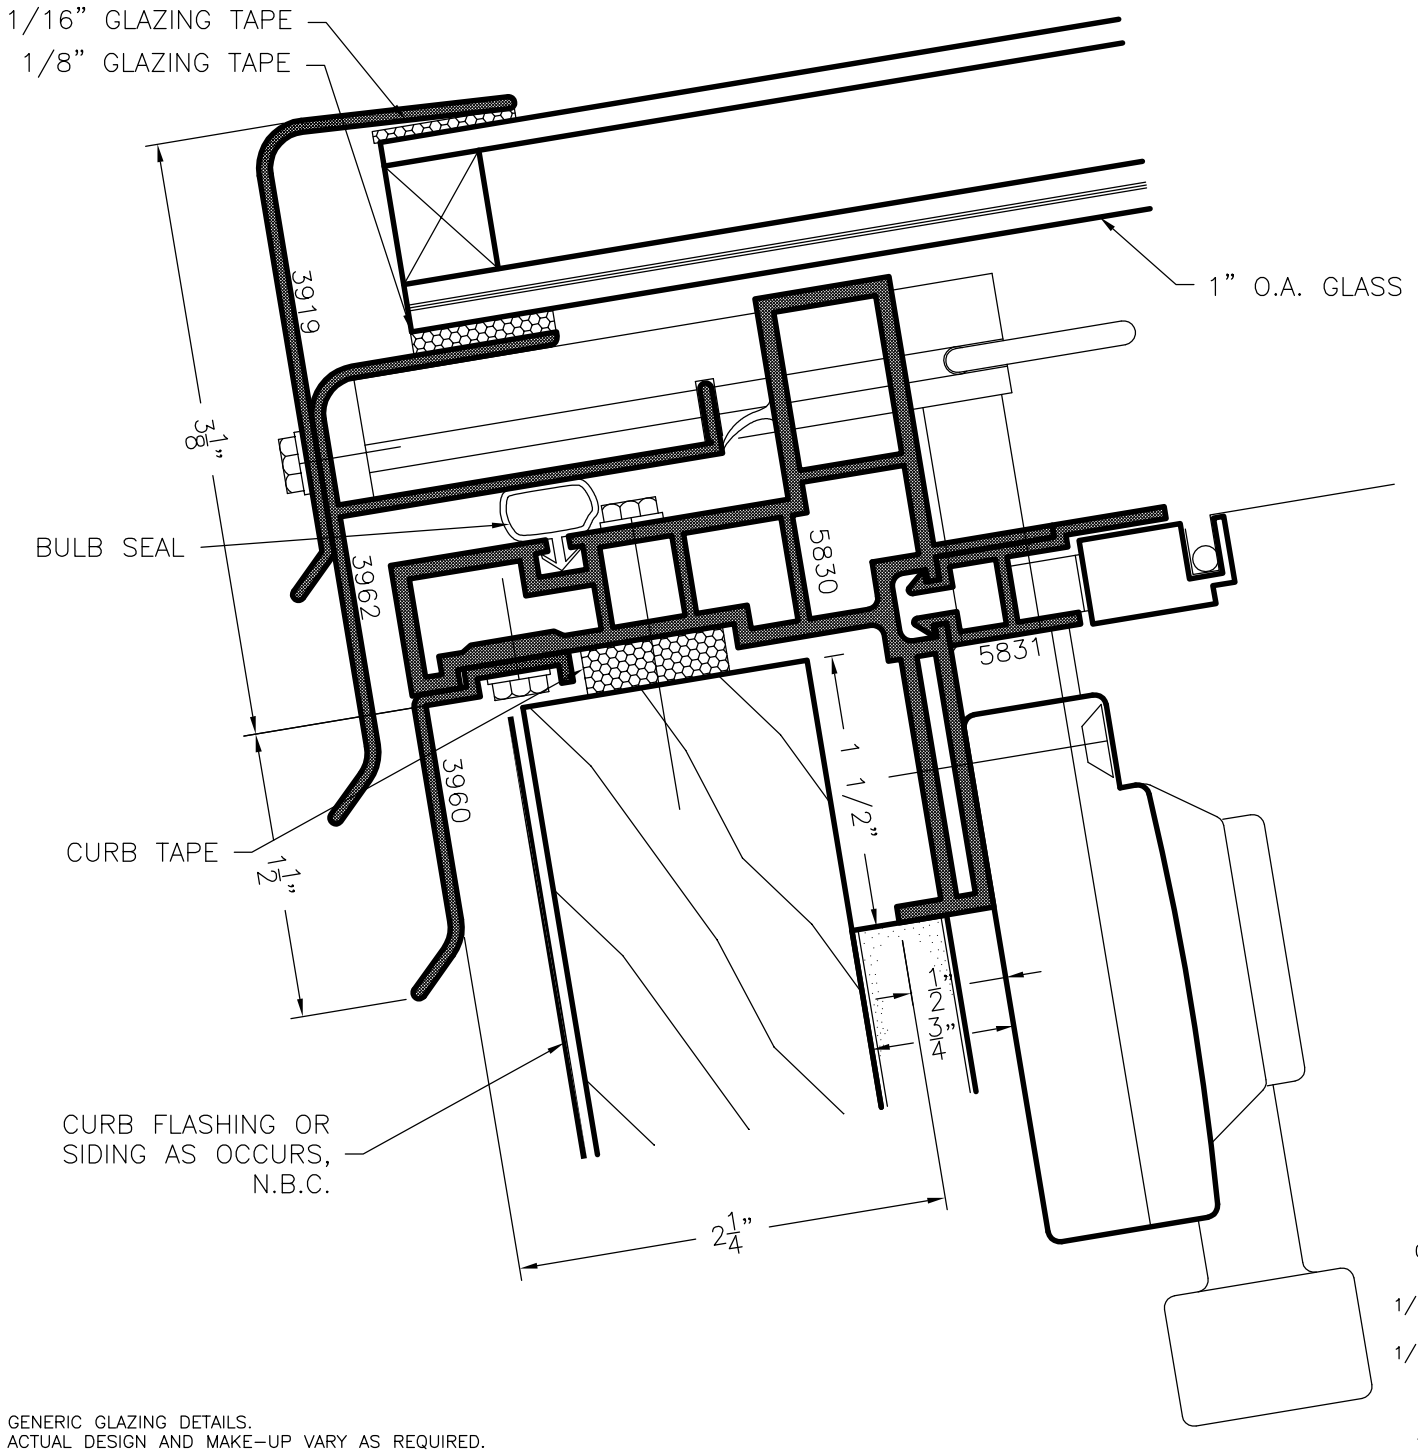 1/16” GLAZING TAPE
1/8” GLAZING TAPE
3919
1” O.A. GLASS
3 1/8”
BULB SEAL
5830
3962
5831
3960
1 1/2”
CURB TAPE
1 1/2”
1/2”
3/4”
CURB FLASHING OR
SIDING AS OCCURS,
N.B.C.
2 1/4”
1/
1/
GENERIC GLAZING DETAILS.
ACTUAL DESIGN AND MAKE-UP VARY AS REQUIRED.